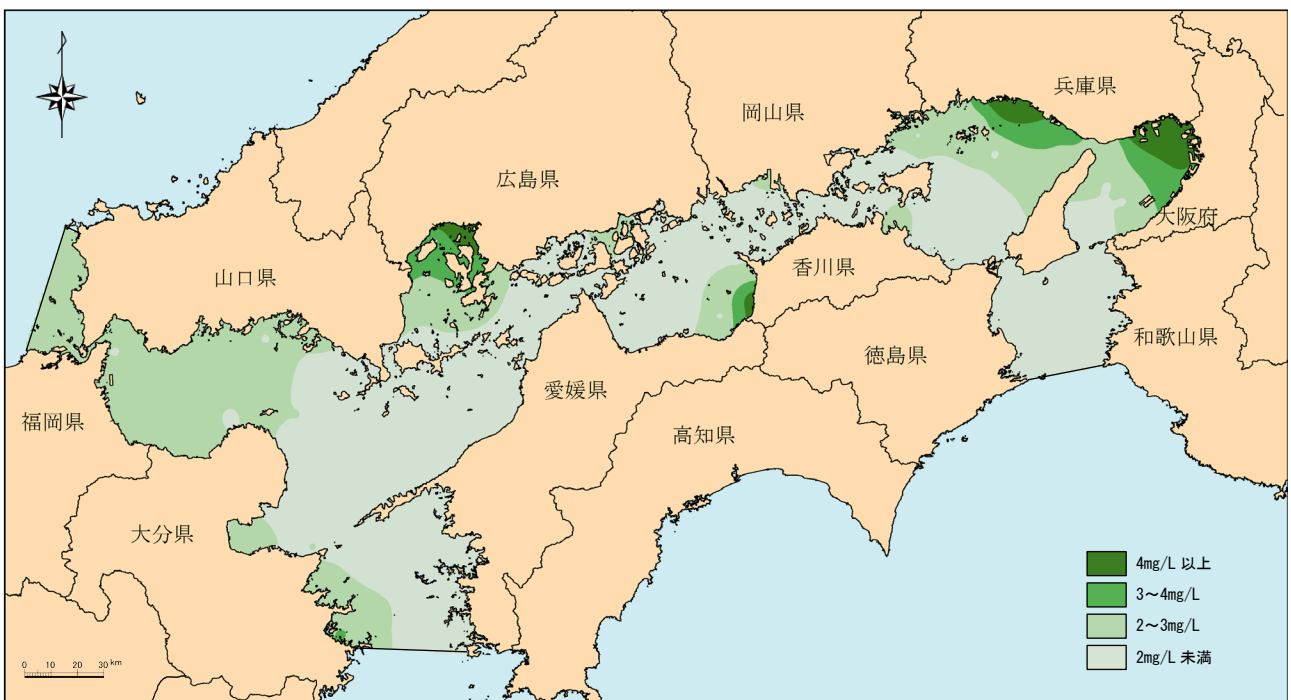 兵庫県
岡山県
広島県
大阪府
香川県
山口県
和歌山県
徳島県
愛媛県
福岡県
高知県
大分県
4mg/L 以上
3～4mg/L
2～3mg/L
2mg/L 未満
0 10 20 30 km